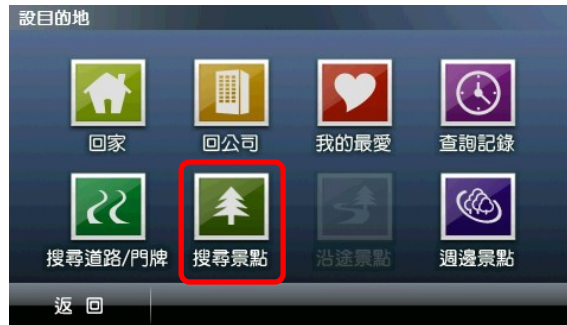 設目的地
回家 回公司 我的最愛 查詢記錄
搜尋道路/門牌 搜尋景點 沿途景點 週邊景點
返回